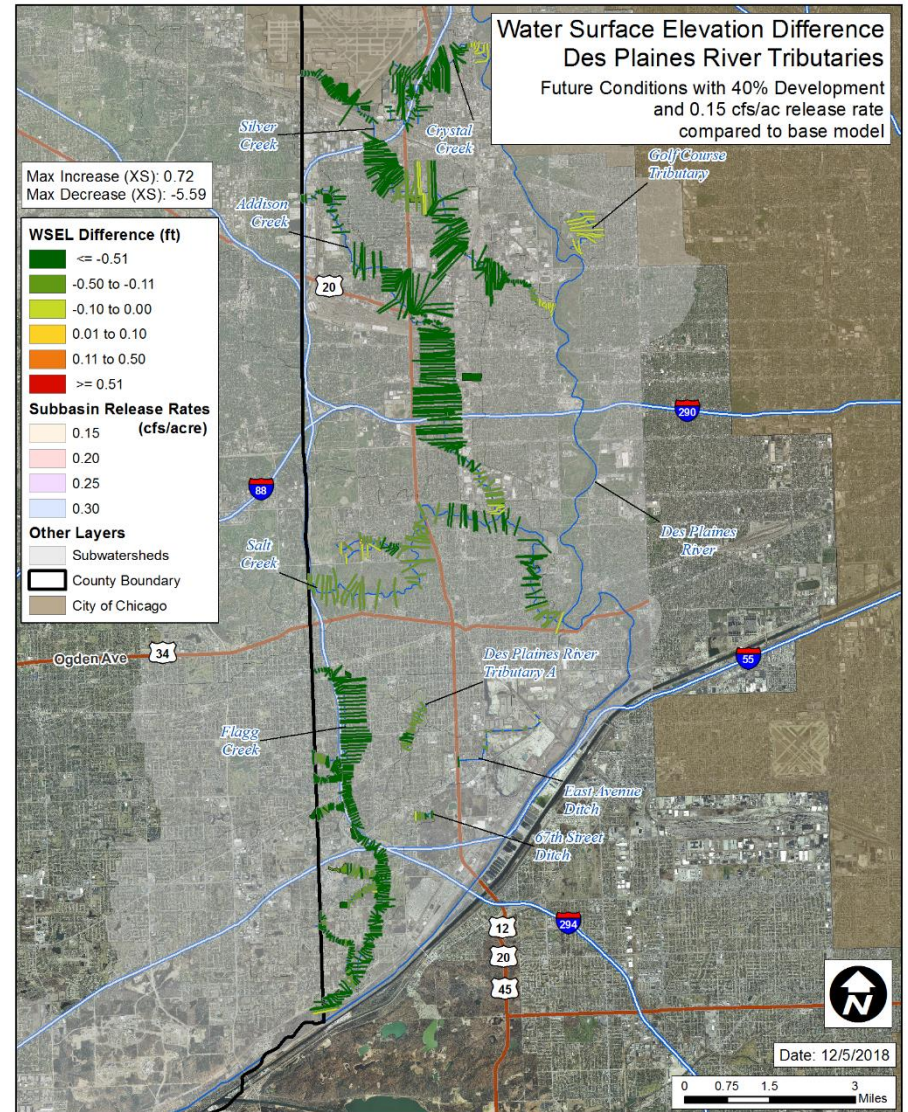 Water Surface Elevation Difference
Des Plaines River Tributaries
Future Conditions with 40% Development
and 0.15 cfs/ac release rate
compared to base model
Silver
Creek
Crystal
Creek
Golf Course
Tributary
Max Increase (XS): 0.72
Max Decrease (XS): -5.59
Addison
Creek
WSEL Difference (ft)
<= -0.51
-0.50 to -0.11
-0.10 to 0.00
0.01 to 0.10
0.11 to 0.50
>= 0.51
Subbasin Release Rates
(cfs/acre)
0.15
0.20
0.25
0.30
Other Layers
Subwatersheds
County Boundary
City of Chicago
20
290
88
Des Plaines
River
Salt
Creek
Ogden Ave
34
Des Plaines River
Tributary A
55
Flagg
Creek
East Avenue
Ditch
67th Street
Ditch
12
20
45
294
N
Date: 12/5/2018
0 0.75 1.5 3
Miles